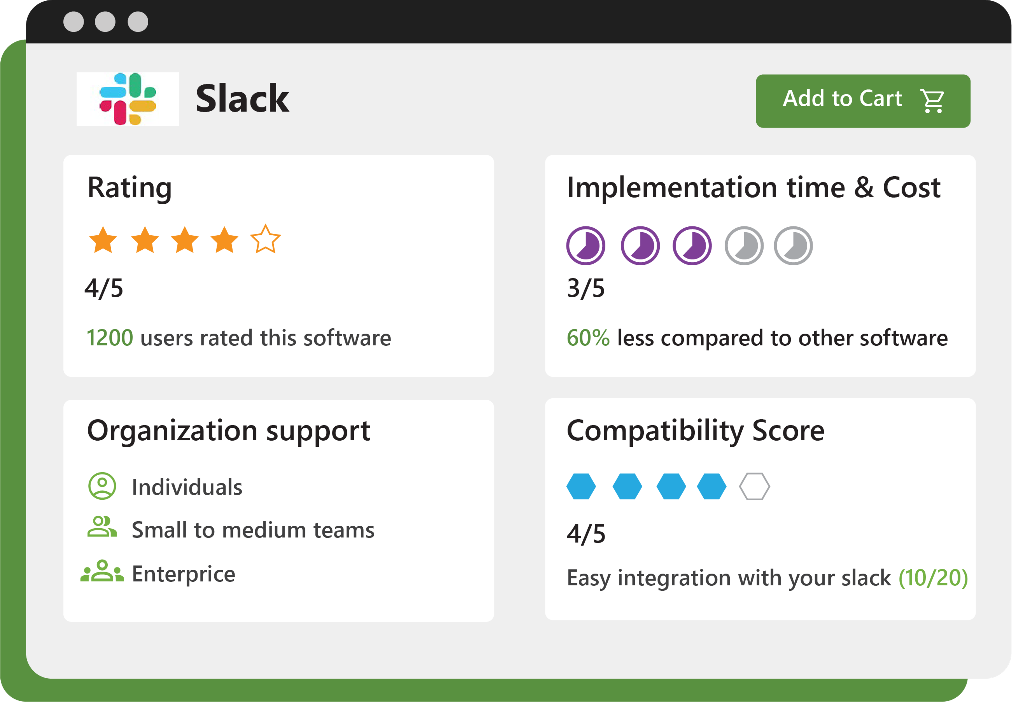 Slack
Add to Cart
Rating
4/5
1200 users rated this software
Implementation time & Cost
3/5
60% less compared to other software
Organization support
Individuals
Small to medium teams
Enterprice
Compatibility Score
4/5
Easy integration with your slack (10/20)